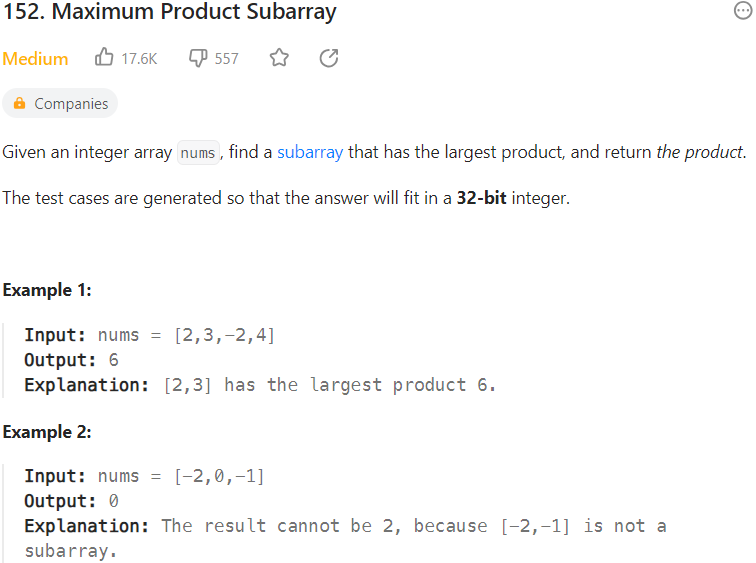 152. Maximum Product Subarray
Medium 17.6K 557
Companies
Given an integer array nums, find a subarray that has the largest product, and return the product.
The test cases are generated so that the answer will fit in a 32-bit integer.
Example 1:
Input: nums = [2,3,-2,4]
Output: 6
Explanation: [2,3] has the largest product 6.
Example 2:
Input: nums = [-2,0,-1]
Output: 0
Explanation: The result cannot be 2, because [-2,-1] is not a
subarray.